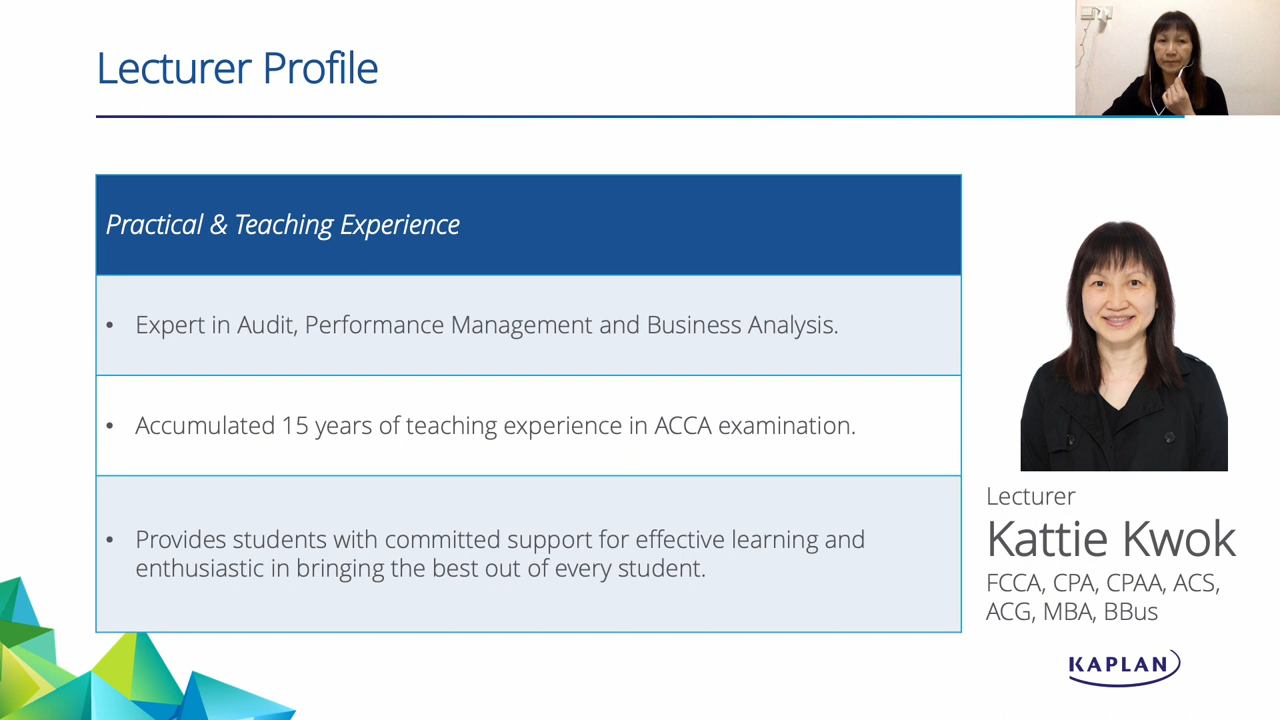 Lecturer Profile
Practical & Teaching Experience
• Expert in Audit, Performance Management and Business Analysis.
• Accumulated 15 years of teaching experience in ACCA examination.
• Provides students with committed support for effective learning and
enthusiastic in bringing the best out of every student.
Lecturer
Kattie Kwok
FCCA, CPA, CPAA, ACS,
ACG, MBA, BBus
KAPLAN